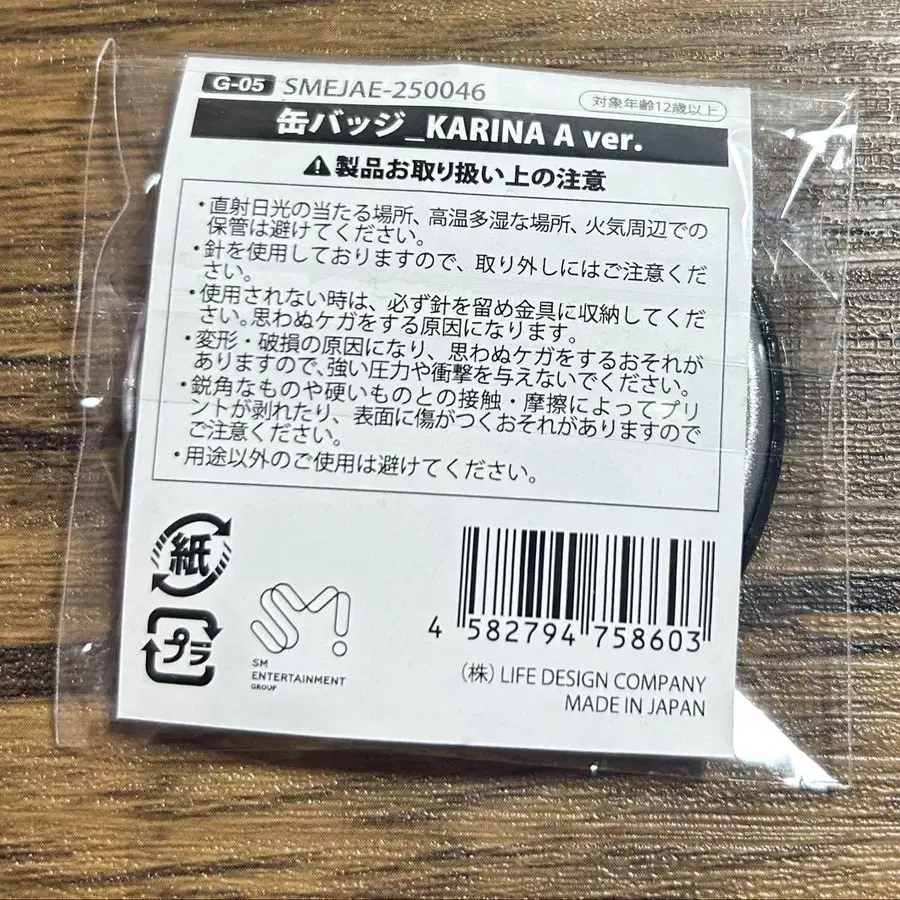 G-05 SMEJAE-250046
対象年齢12歳以上
缶バッジ_KARINA A ver.
⚠製品お取り扱い上の注意
・直射日光の当たる場所、高温多湿な場所、火気周辺での
保管は避けてください。
・針を使用しておりますので、取り外しにはご注意くだ
さい。
・使用されない時は、必ず針を留め金具に収納してくだ
さい。思わぬケガをする原因になります。
・変形・破損の原因になり、思わぬケガをするおそれが
ありますので、強い圧力や衝撃を与えないでください。
・鋭角なものや硬いものとの接触・摩擦によってプリ
ントが剥れたり、表面に傷がつくおそれがありますので
ご注意ください。
・用途以外のご使用は避けてください。
紙
プラ
SM
ENTERTAINMENT
GROUP
4 582794 758603
（株）LIFE DESIGN COMPANY
MADE IN JAPAN